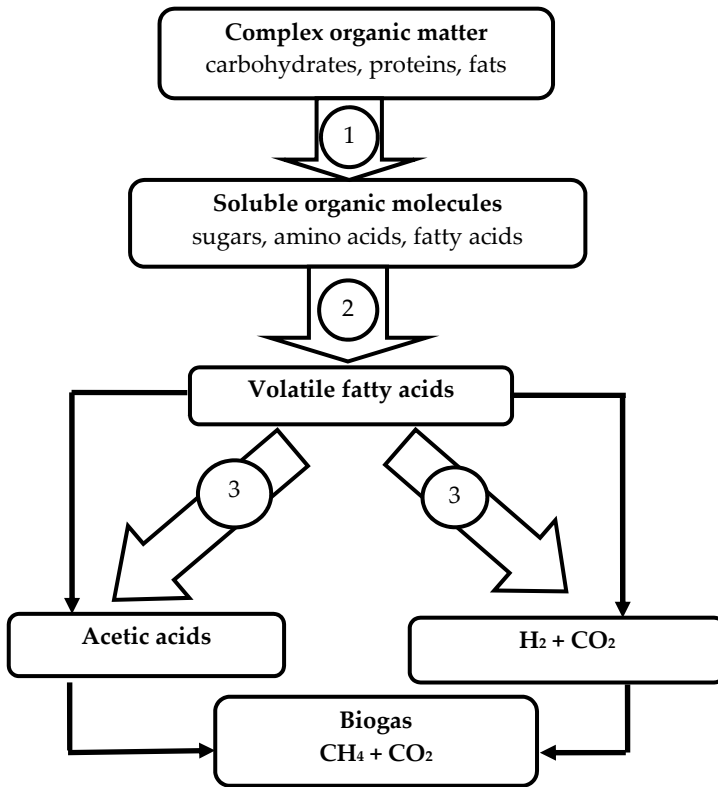 Complex organic matter
carbohydrates, proteins, fats
1
Soluble organic molecules
sugars, amino acids, fatty acids
2
Volatile fatty acids
3
3
Acetic acids
H₂ + CO₂
Biogas
CH₄ + CO₂